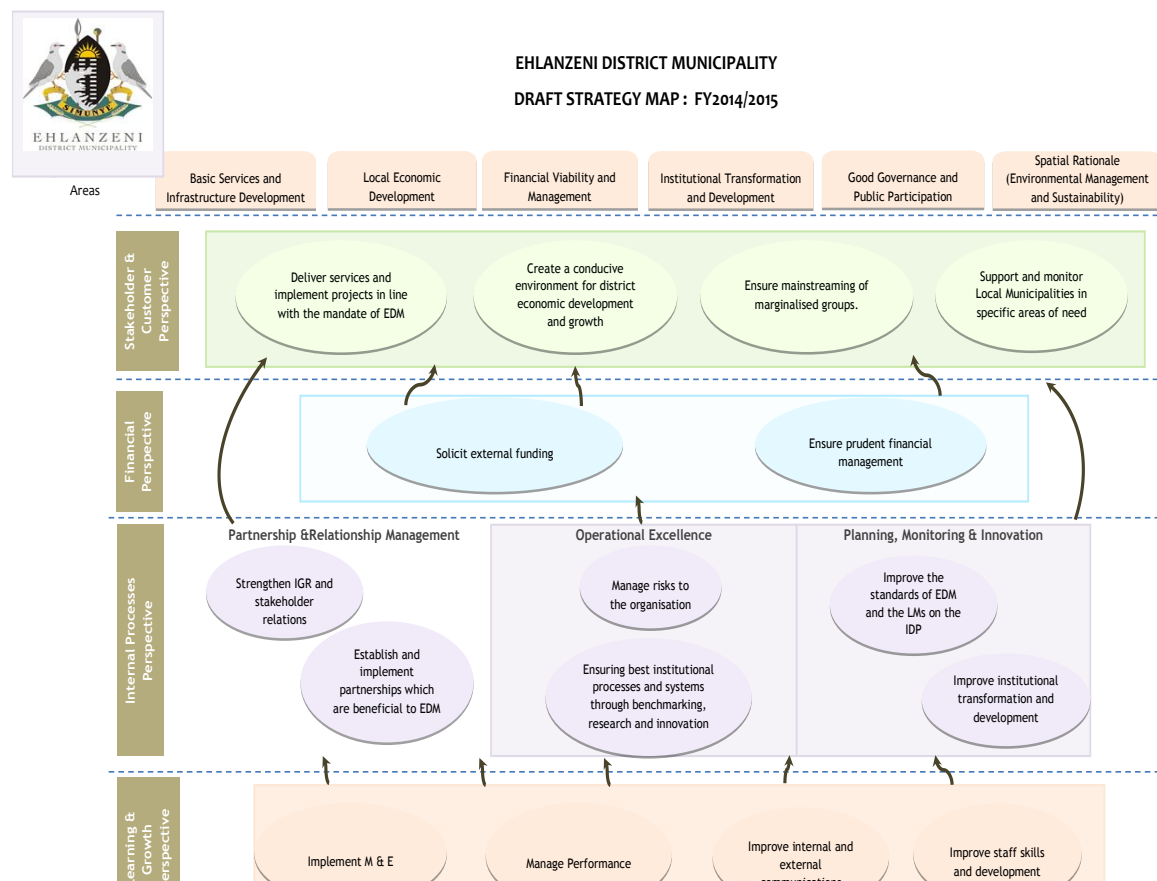 SIMUNYE
EHLANZENI
DISTRICT MUNICIPALITY
EHLANZENI DISTRICT MUNICIPALITY
DRAFT STRATEGY MAP : FY2014/2015
Areas
Basic Services and
Infrastructure Development
Local Economic
Development
Financial Viability and
Management
Institutional Transformation
and Development
Good Governance and
Public Participation
Spatial Rationale
(Environmental Management
and Sustainability)
Stakeholder &
Customer
Perspective
Deliver services and
implement projects in line
with the mandate of EDM
Create a conducive
environment for district
economic development
and growth
Ensure mainstreaming of
marginalised groups.
Support and monitor
Local Municipalities in
specific areas of need
Financial
Perspective
Solicit external funding
Ensure prudent financial
management
Internal Processes
Perspective
Partnership &Relationship Management
Strengthen IGR and
stakeholder
relations
Establish and
implement
partnerships which
are beneficial to EDM
Operational Excellence
Manage risks to
the organisation
Ensuring best institutional
processes and systems
through benchmarking,
research and innovation
Planning, Monitoring & Innovation
Improve the
standards of EDM
and the LMs on the
IDP
Improve institutional
transformation and
development
Learning &
Growth
Perspective
Implement M & E
Manage Performance
Improve internal and
external
communications
Improve staff skills
and development